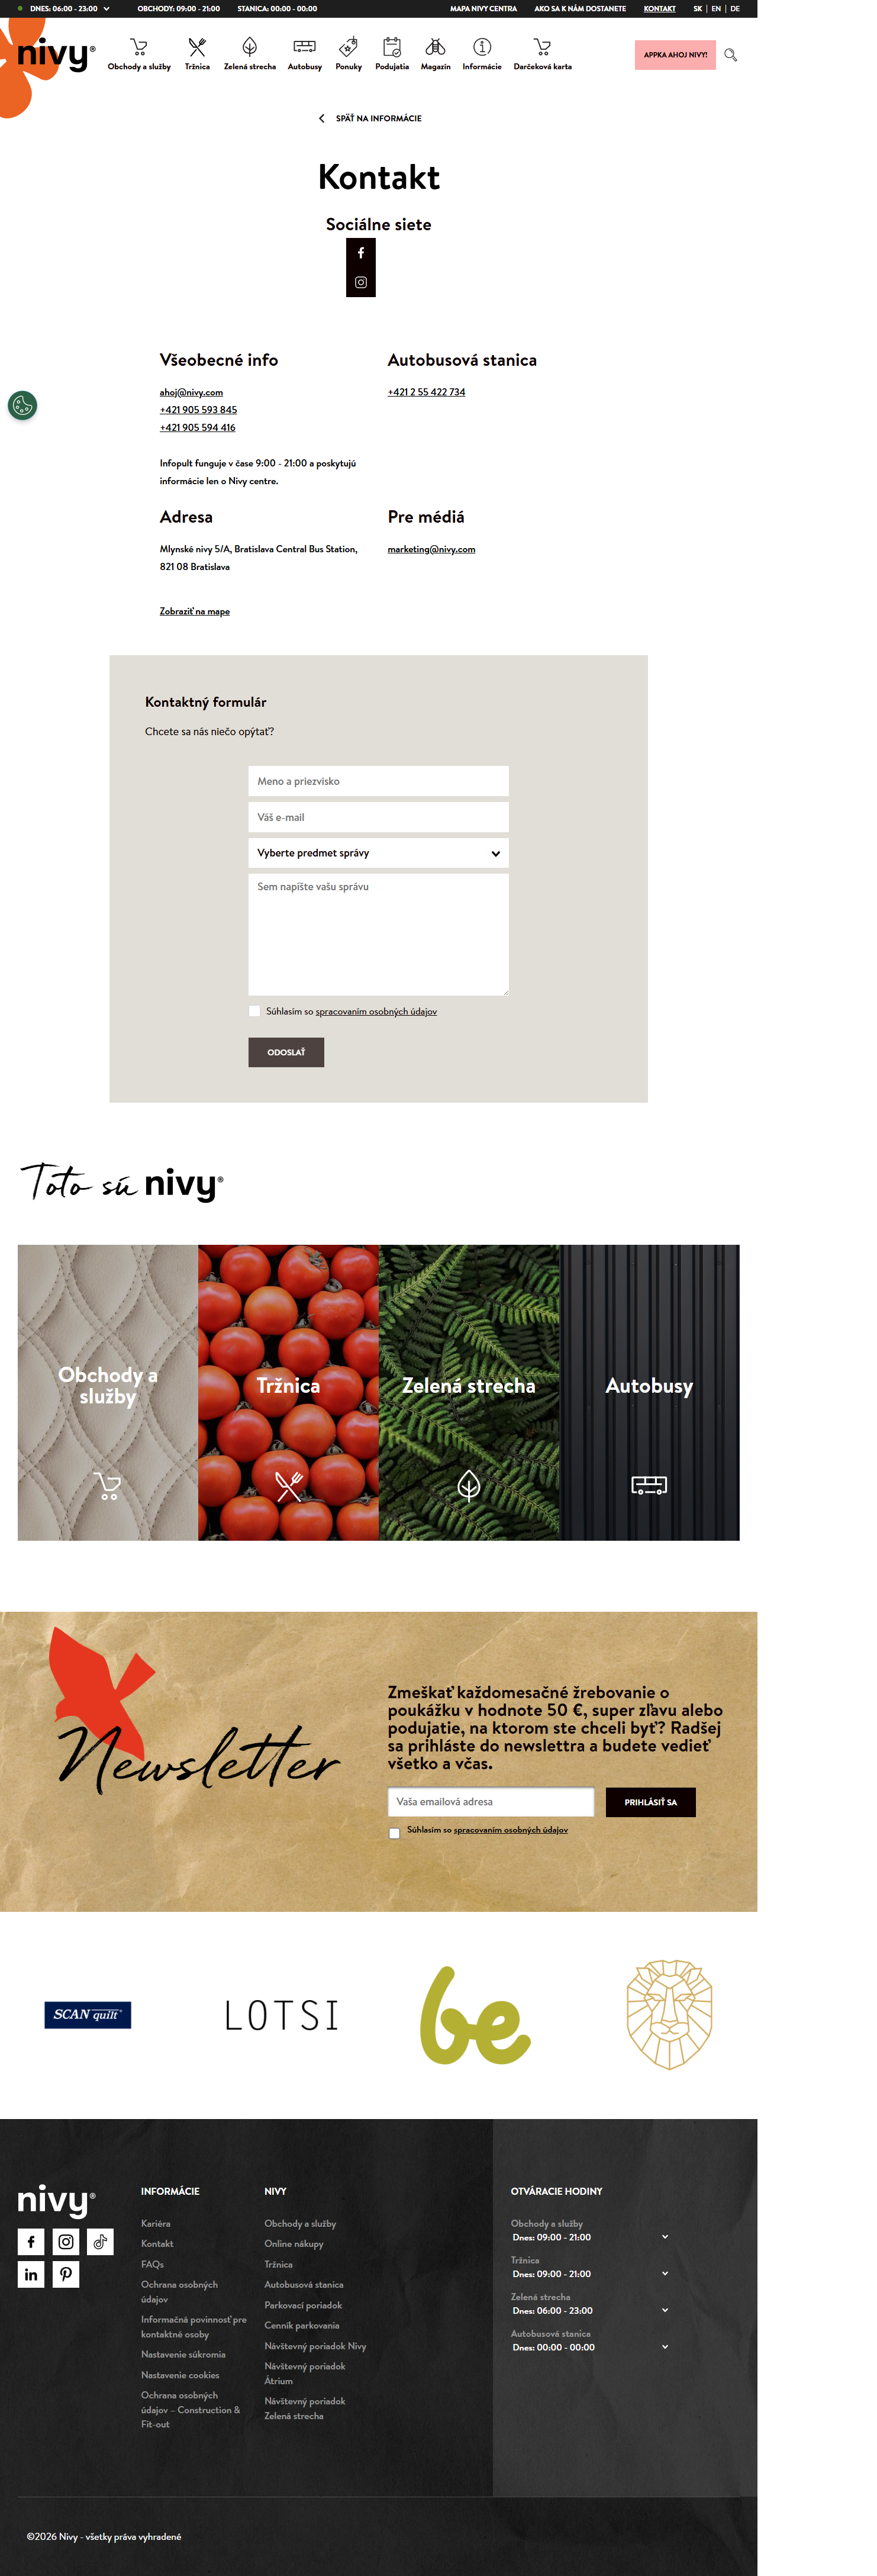 DNES: 06:00 - 23:00
OBCHODY: 09:00 - 21:00
STANICA: 00:00 - 00:00
MAPA NIVY CENTRA
AKO SA K NÁM DOSTANETE
KONTAKT
SK | EN | DE
nivy®
Obchody a služby
Tržnica
Zelená strecha
Autobusy
Ponuky
Podujatia
Magazín
Informácie
Darčeková karta
APPKA AHOJ NIVY!
SPÄŤ NA INFORMÁCIE
Kontakt
Sociálne siete
Všeobecné info
ahoj@nivy.com
+421 905 593 845
+421 905 594 416
Infopult funguje v čase 9:00 - 21:00 a poskytujú
informácie len o Nivy centre.
Autobusová stanica
+421 2 55 422 734
Adresa
Mlynské nivy 5/A, Bratislava Central Bus Station,
821 08 Bratislava
Zobraziť na mape
Pre médiá
marketing@nivy.com
Kontaktný formulár
Chcete sa nás niečo opýtať?
Meno a priezvisko
Váš e-mail
Vyberte predmet správy
Sem napíšte vašu správu
Súhlasím so spracovaním osobných údajov
ODOSLAŤ
Toto sú nivy®
Obchody a
služby
Tržnica
Zelená strecha
Autobusy
Newsletter
Zmeškať každomesačné žrebovanie o
poukážku v hodnote 50 €, super zľavu alebo
podujatie, na ktorom ste chceli byť? Radšej
sa prihláste do newslettra a budete vedieť
všetko a včas.
Vaša emailová adresa
PRIHLÁSIŤ SA
Súhlasím so spracovaním osobných údajov
SCAN quilt®
LOTSI
be
nivy®
INFORMÁCIE
Kariéra
Kontakt
FAQs
Ochrana osobných
údajov
Informačná povinnosť pre
kontaktné osoby
Nastavenie súkromia
Nastavenie cookies
Ochrana osobných
údajov – Construction &
Fit-out
NIVY
Obchody a služby
Online nákupy
Tržnica
Autobusová stanica
Parkovací poriadok
Cenník parkovania
Návštevný poriadok Nivy
Návštevný poriadok
Átrium
Návštevný poriadok
Zelená strecha
OTVÁRACIE HODINY
Obchody a služby
Dnes: 09:00 - 21:00
Tržnica
Dnes: 09:00 - 21:00
Zelená strecha
Dnes: 06:00 - 23:00
Autobusová stanica
Dnes: 00:00 - 00:00
©2026 Nivy - všetky práva vyhradené